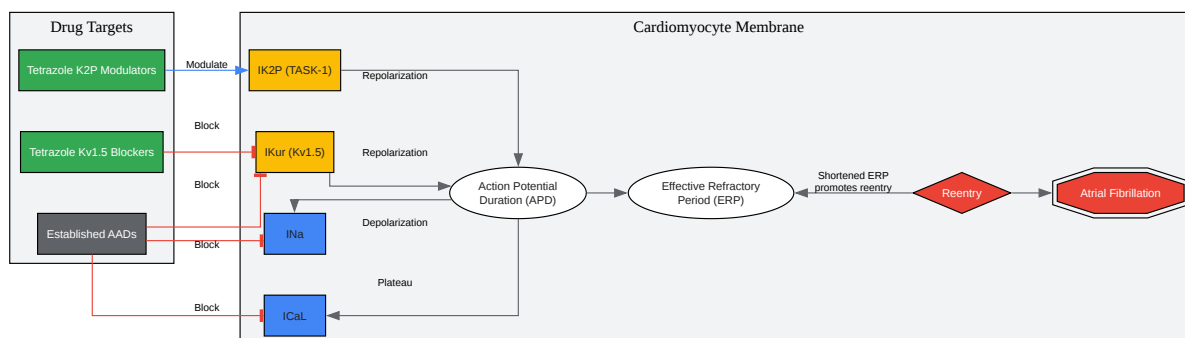 Drug Targets
Cardiomyocyte Membrane
Tetrazole K2P Modulators
Modulate
IK2P (TASK-1)
Repolarization
Block
Tetrazole Kv1.5 Blockers
IKur (Kv1.5)
Repolarization
Block
Action Potential
Duration (APD)
Effective Refractory
Period (ERP)
Shortened ERP
promotes reentry
Reentry
Atrial Fibrillation
Established AADs
Block
INa
Depolarization
Plateau
Block
ICaL